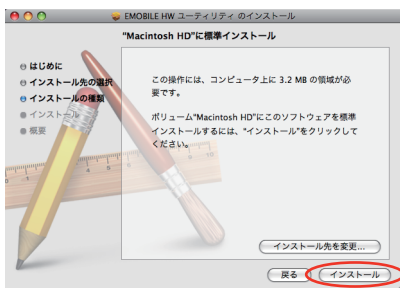 EMOBILE HW ユーティリティ のインストール
"Macintosh HD"に標準インストール
はじめに
インストール先の選択
インストールの種類
インストール
概要
この操作には、コンピュータ上に 3.2 MB の領域が必
要です。
ボリューム"Macintosh HD"にこのソフトウェアを標準
インストールするには、"インストール"をクリックして
ください。
インストール先を変更...
戻る
インストール